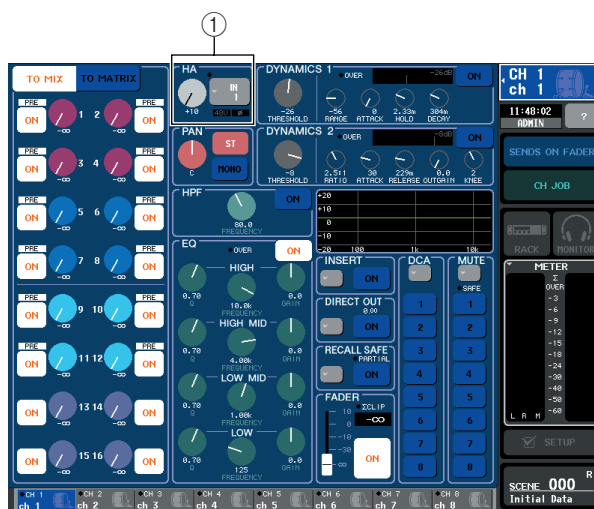 1
TO MIX TO MATRIX
PRE PRE
ON 1 2 ON
-∞ -∞
PRE PRE
ON 3 4 ON
-∞ -∞
PRE PRE
ON 5 6 ON
-∞ -∞
PRE PRE
ON 7 8 ON
-∞ -∞
PRE PRE
ON 9 10 ON
-∞ -∞
PRE PRE
ON 11 12 ON
-∞ -∞
ON 13 14 ON
-∞ -∞
ON 15 16 ON
-∞ -∞
HA
IN
1
+10 48V Ø
PAN
ST
MONO
C
HPF
ON
80.0
FREQUENCY
EQ
OVER ON
HIGH
0.70 10.0k 0.0
Q FREQUENCY GAIN
HIGH MID
0.70 4.00k 0.0
Q FREQUENCY GAIN
LOW MID
0.70 1.00k 0.0
Q FREQUENCY GAIN
LOW
0.70 125 0.0
Q FREQUENCY GAIN
DYNAMICS 1
OVER -26dB ON
-26 -56 0 2.33m 304m
THRESHOLD RANGE ATTACK HOLD DECAY
DYNAMICS 2
OVER -8dB ON
-8 2.5:1 30 229m 0.0 2
THRESHOLD RATIO ATTACK RELEASE OUTGAIN KNEE
+20
+10
0
-10
-20 100 1k 10k
INSERT
ON
DIRECT OUT
0.00
ON
RECALL SAFE
PARTIAL
ON
FADER
ΣCLIP
10
0
-∞
-10
-30
-∞
ON
DCA
1
2
3
4
5
6
7
8
MUTE
SAFE
1
2
3
4
5
6
7
8
CH 1
ch 1
11:48:02
ADMIN
?
SENDS ON FADER
CH JOB
RACK MONITOR
METER
Σ
OVER
-3
-6
-9
-12
-15
-18
-24
-30
-40
-50
-60
L R M
SETUP
SCENE 000 R
Initial Data
CH 1 CH 2 CH 3 CH 4 CH 5 CH 6 CH 7 CH 8
ch 1 ch 2 ch 3 ch 4 ch 5 ch 6 ch 7 ch 8